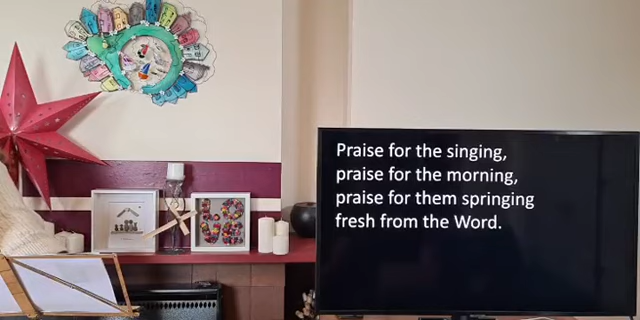 Praise for the singing,
praise for the morning,
praise for them springing
fresh from the Word.